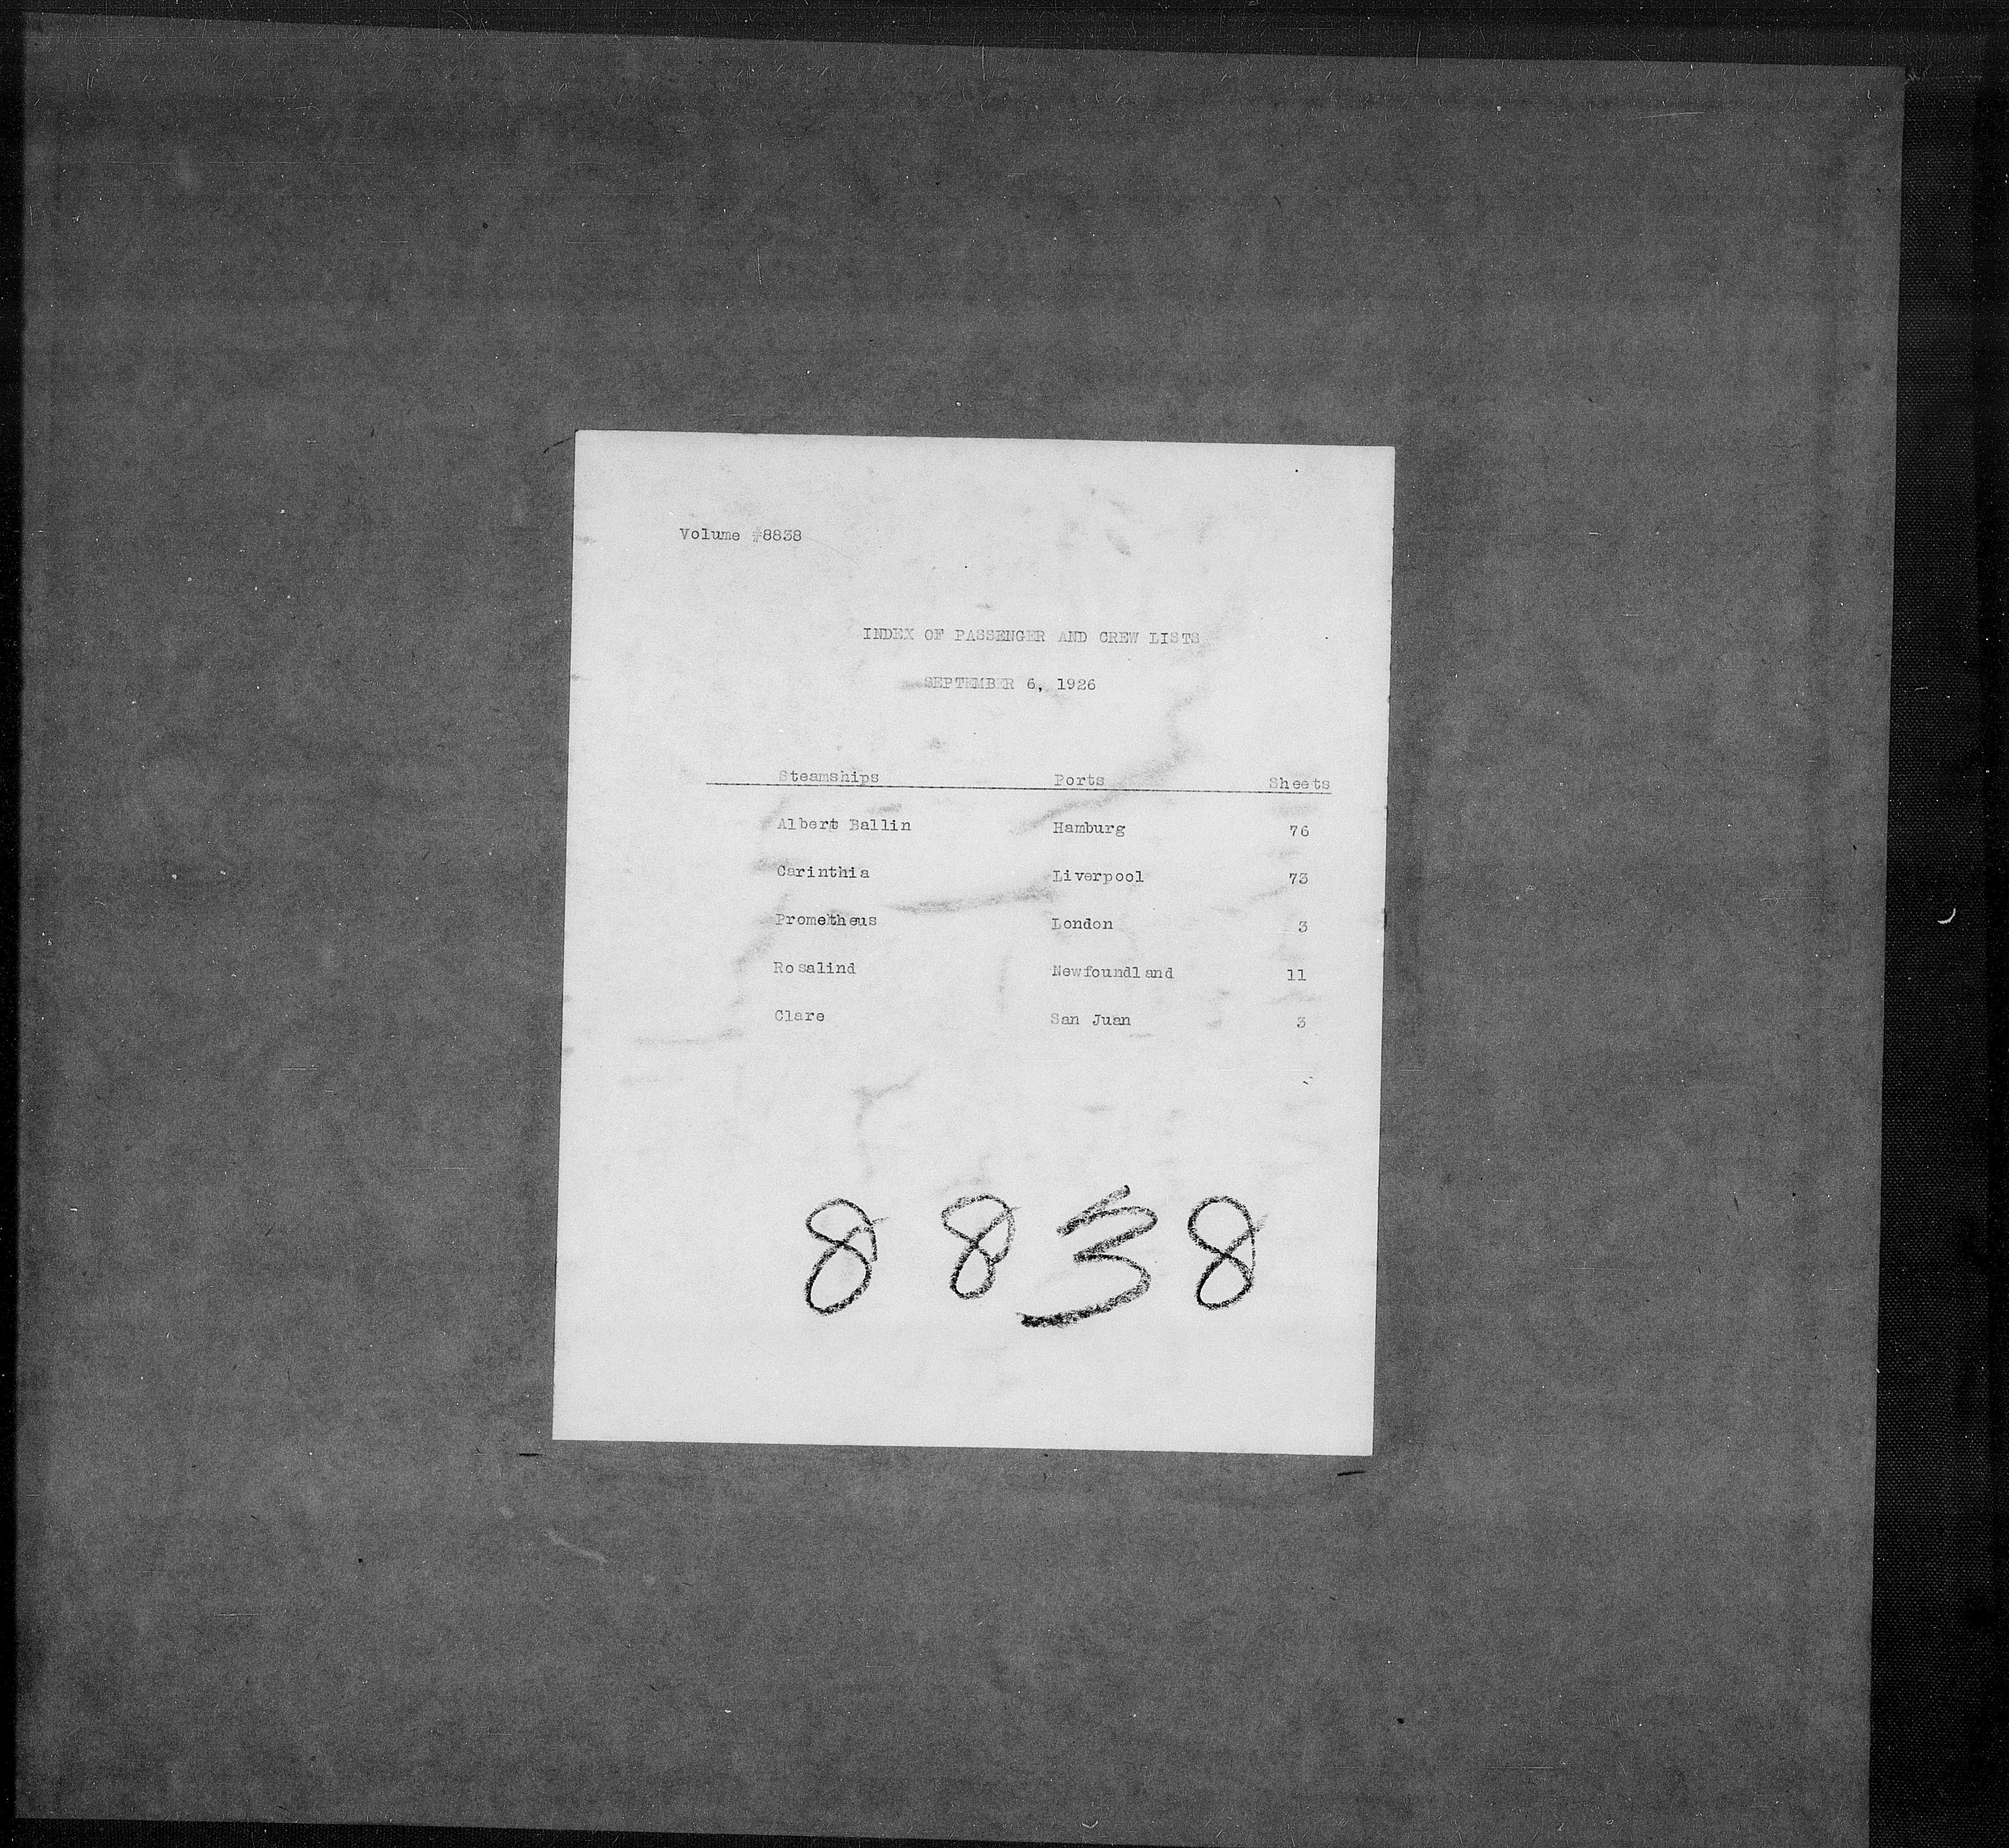 Volume #8838
INDEX OF PASSENGER AND CREW LISTS
SEPTEMBER 6, 1926
Steamships Ports Sheets
Albert Ballin Hamburg 76
Carinthia Liverpool 73
Prometheus London 3
Rosalind Newfoundland 11
Clare San Juan 3
8838